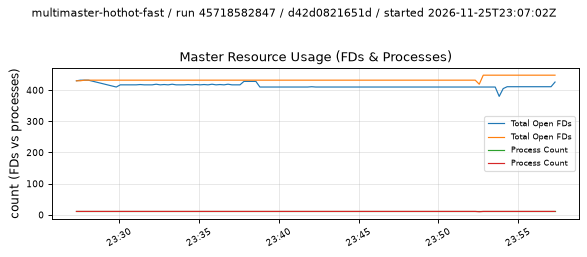 multimaster-hothot-fast / run 45718582847 / d42d0821651d / started 2026-11-25T23:07:02Z
Master Resource Usage (FDs & Processes)
count (FDs vs processes)
400
300
200
100
0
Total Open FDs
Total Open FDs
Process Count
Process Count
23:30
23:35
23:40
23:45
23:50
23:55